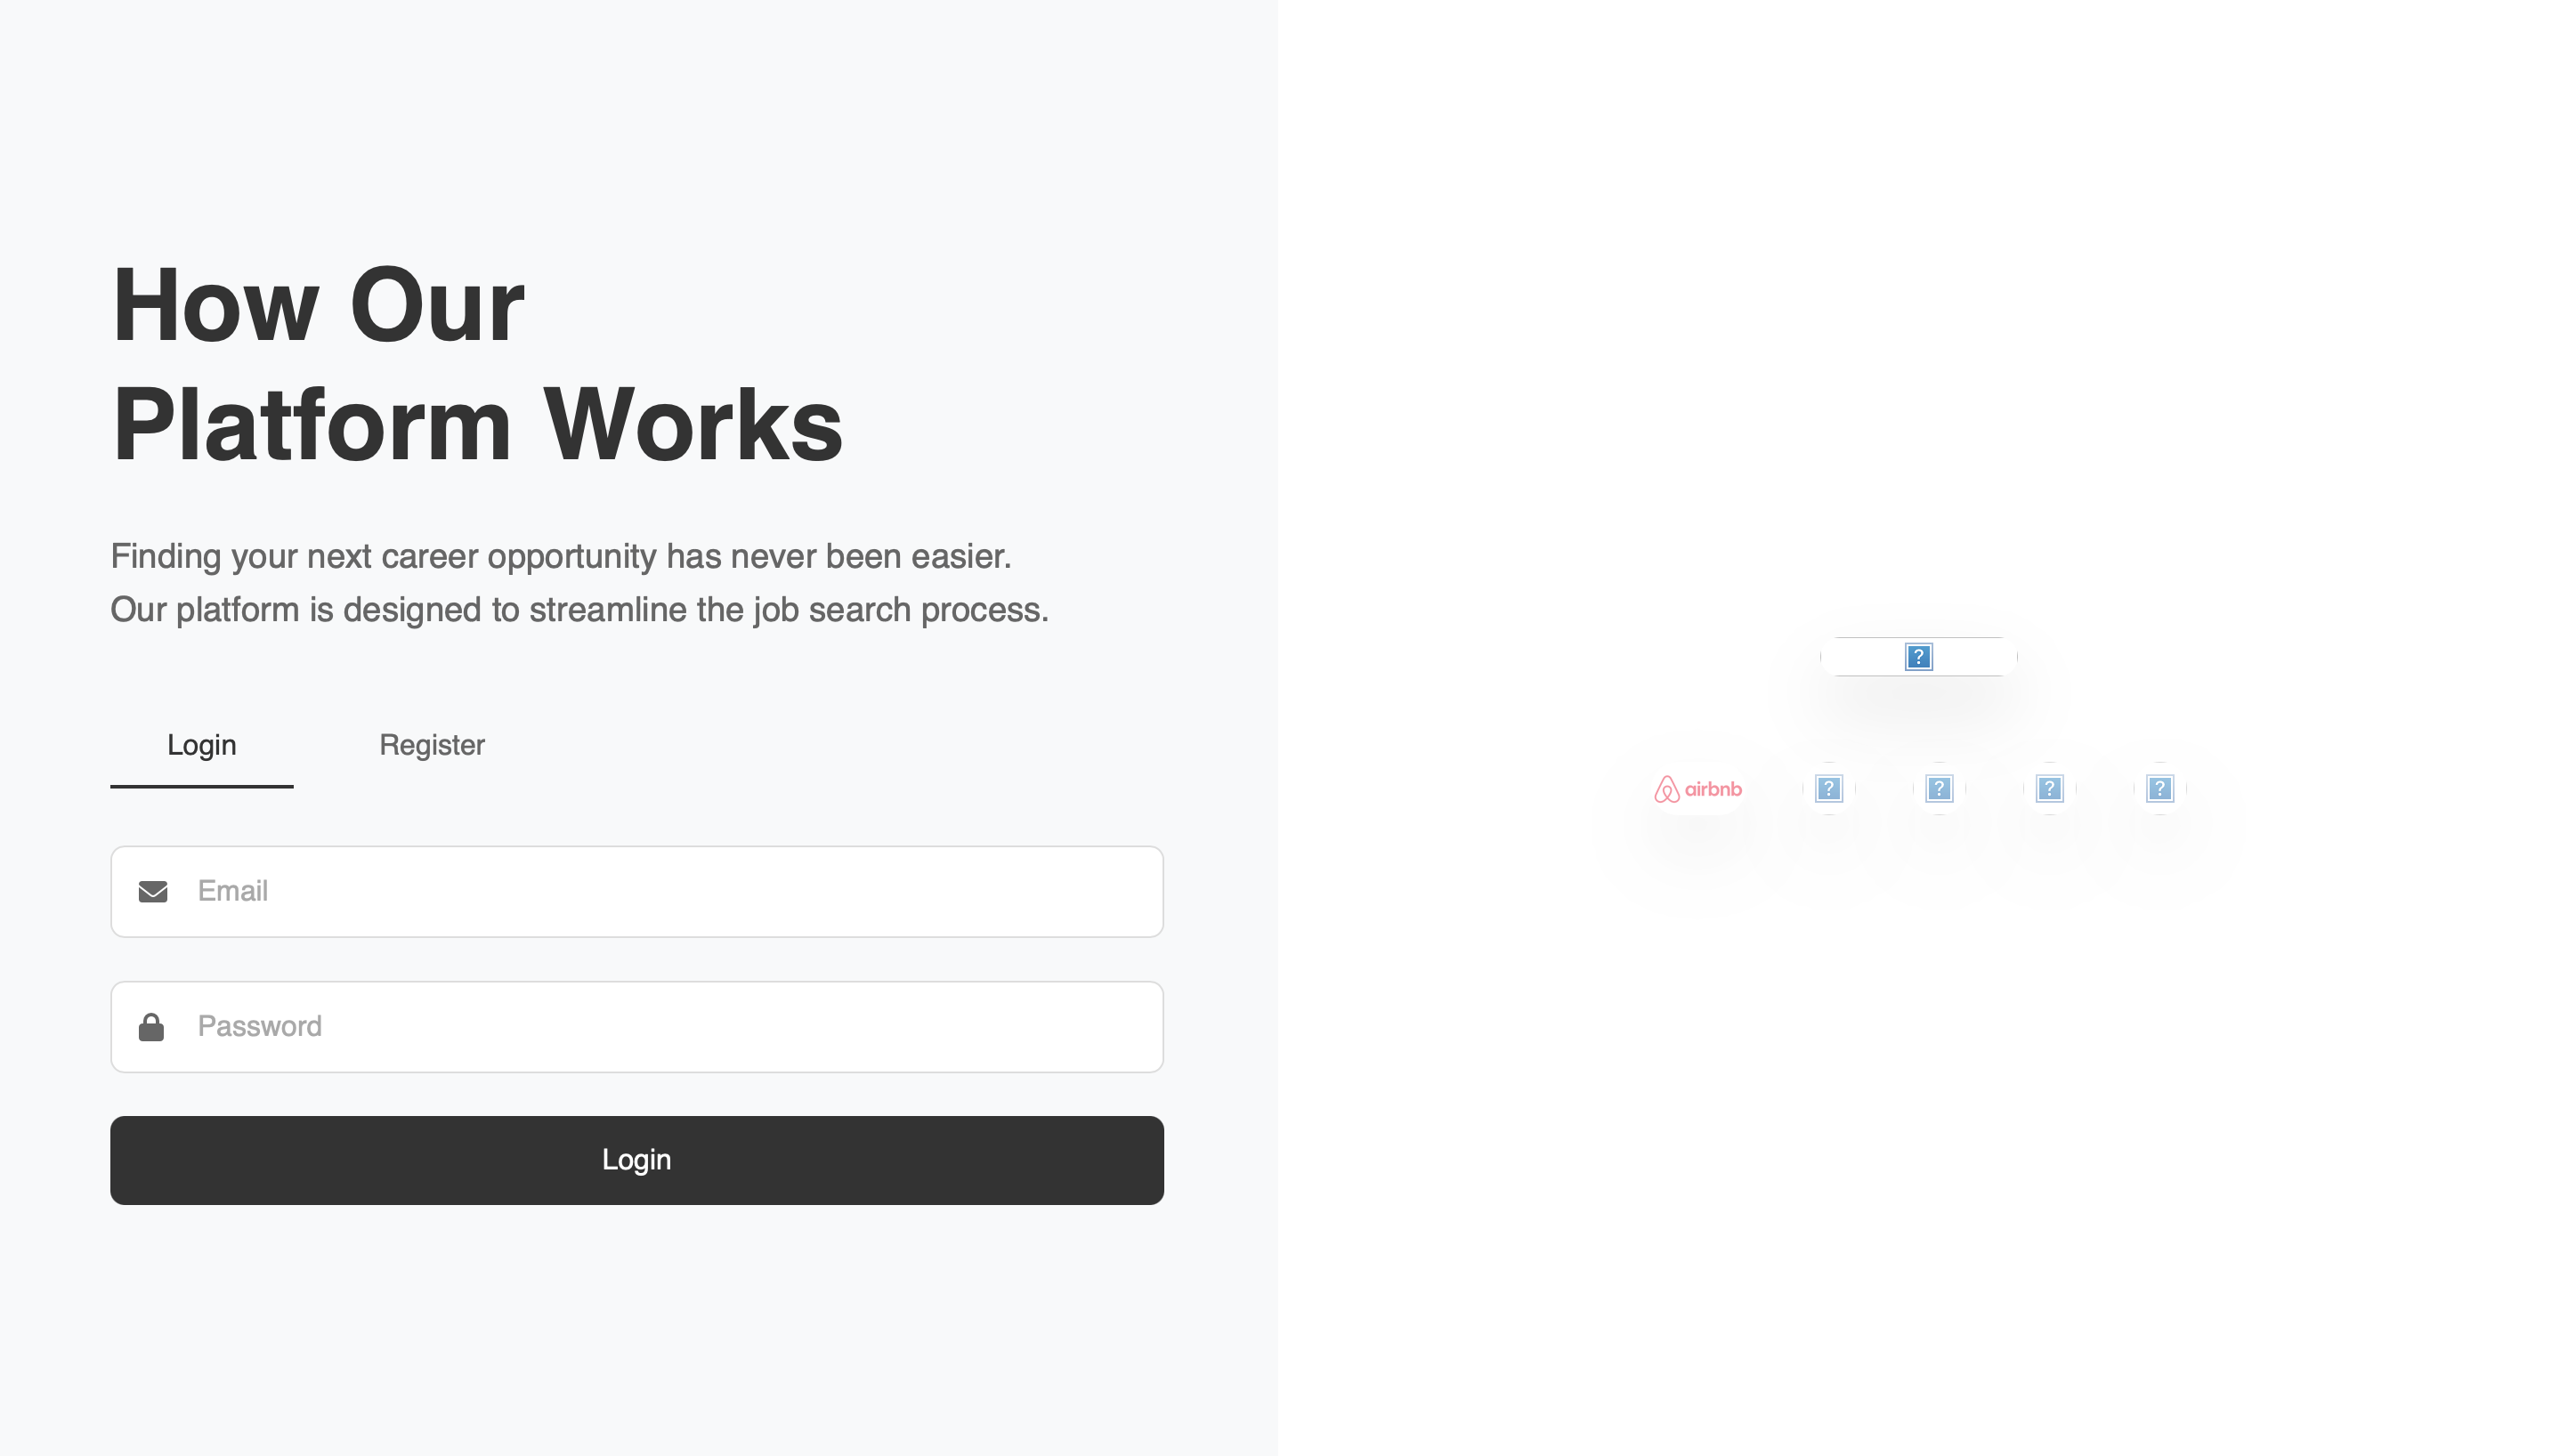 How Our
Platform Works
Finding your next career opportunity has never been easier.
Our platform is designed to streamline the job search process.
Login
Register
Email
Password
Login
?
airbnb
?
?
?
?